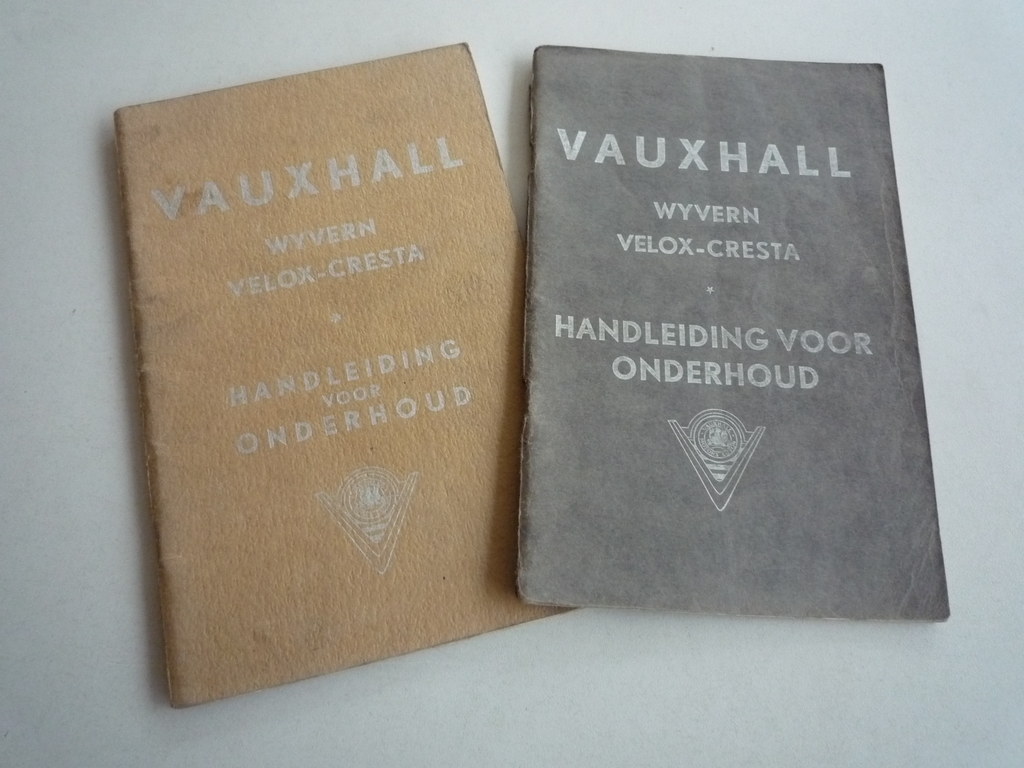 VAUXHALL
WYVERN
VELOX-CRESTA
*
HANDLEIDING
VOOR
ONDERHOUD
VAUXHALL
WYVERN
VELOX-CRESTA
*
HANDLEIDING VOOR
ONDERHOUD